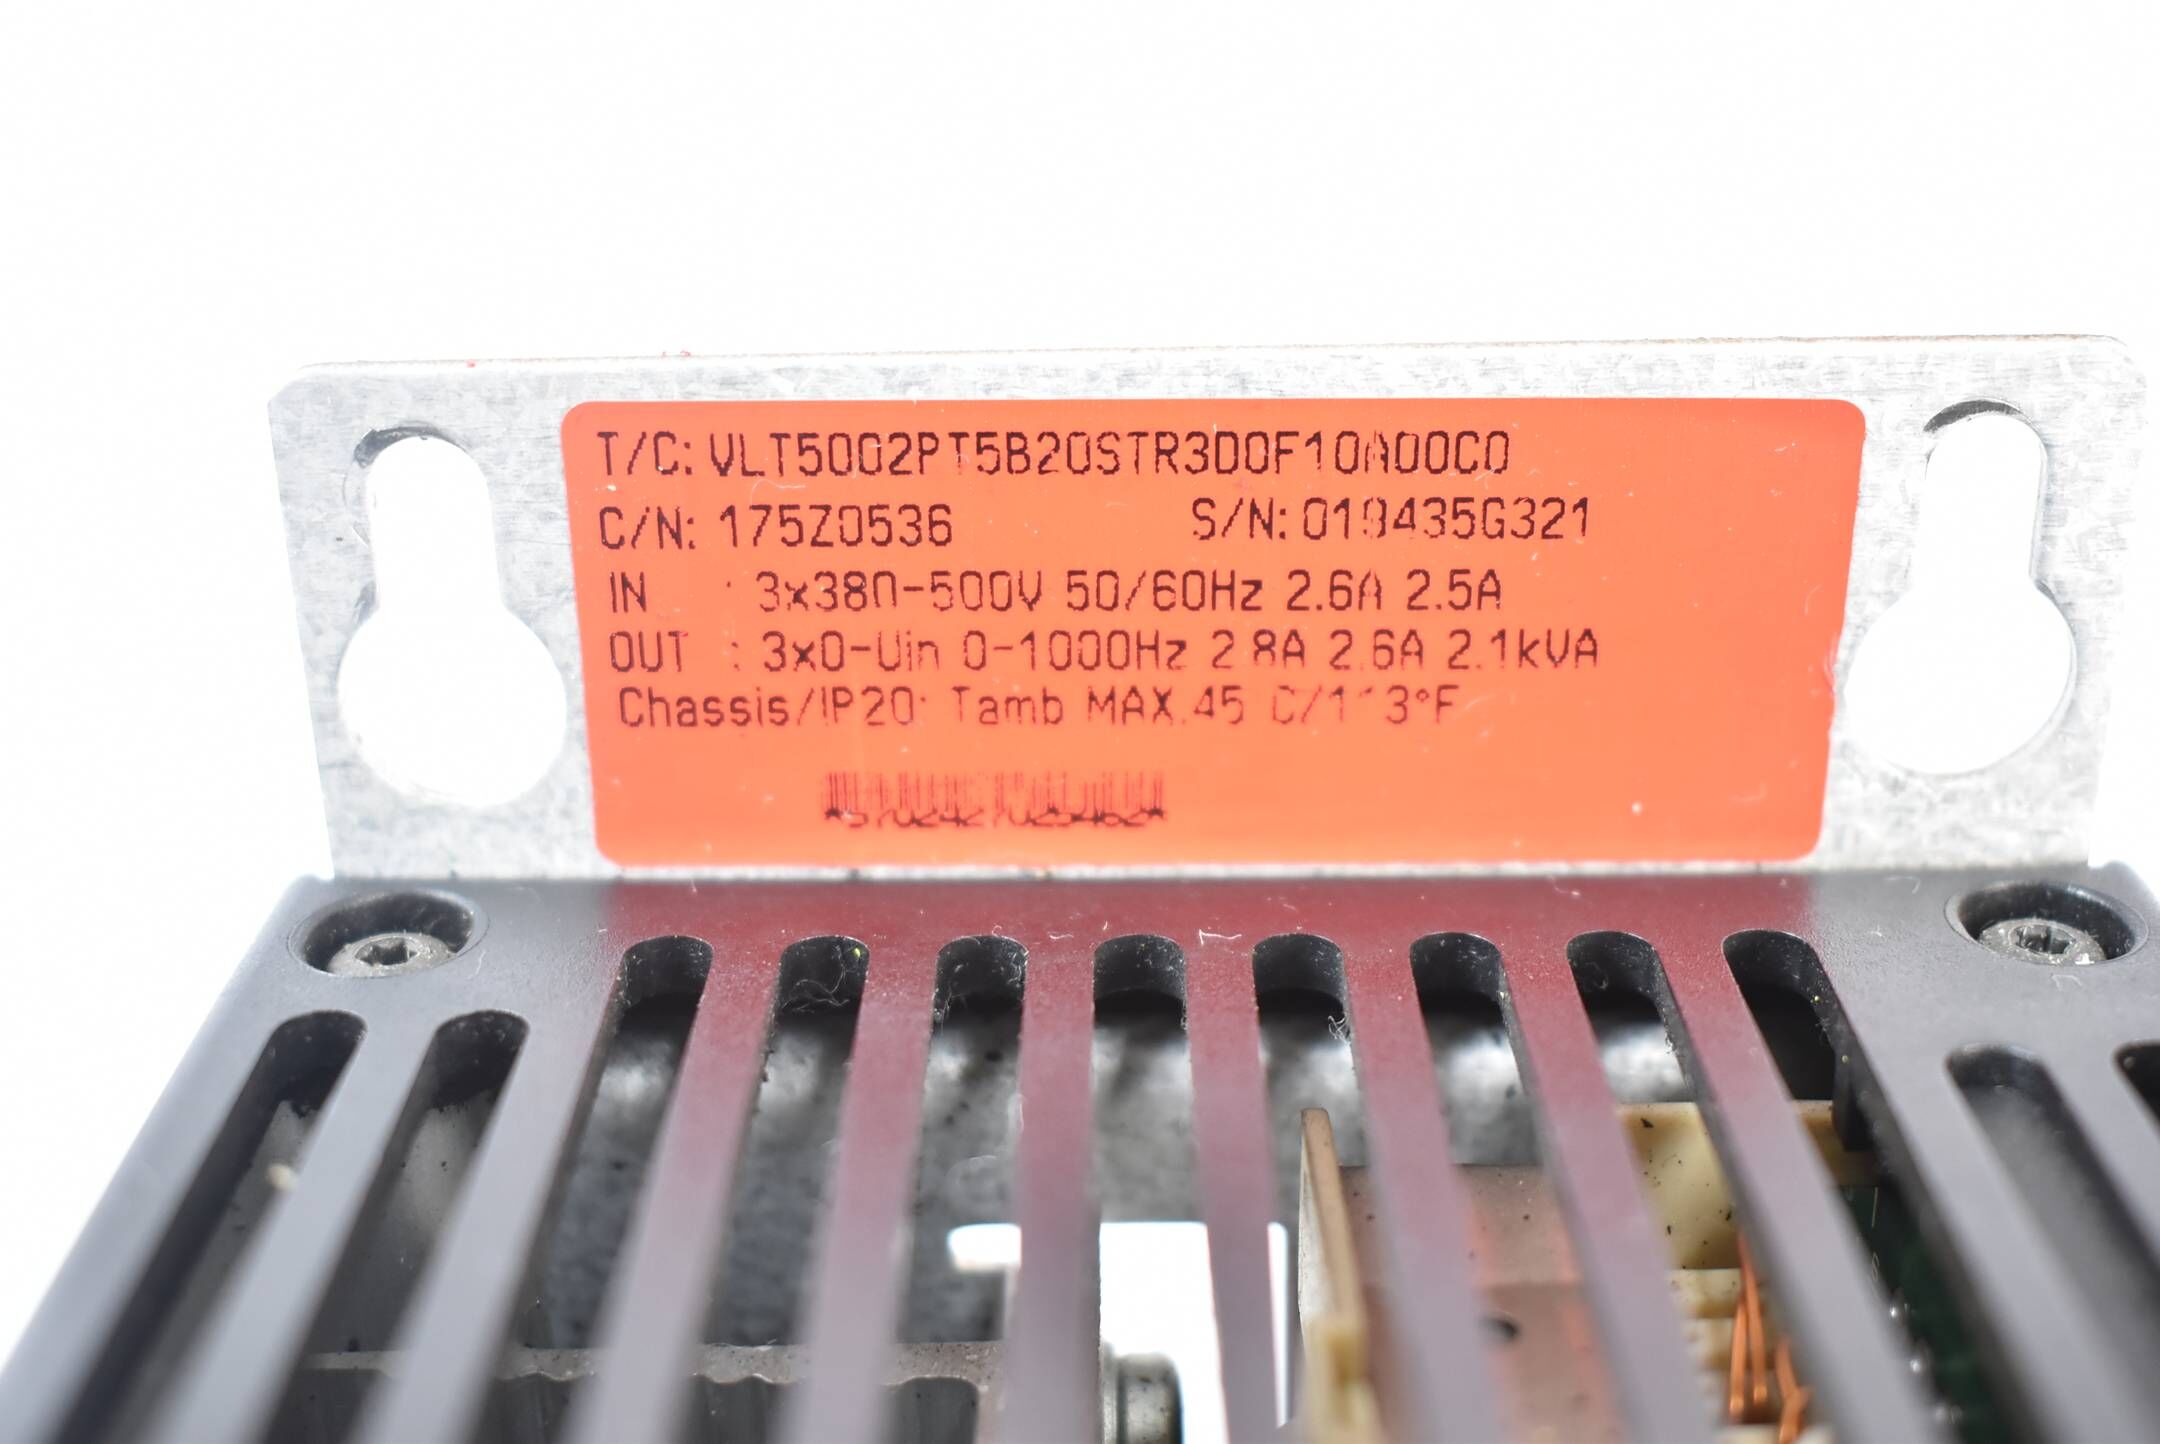 T/C: VLT5002PT5B20STR3D0F10A00C0
C/N: 175Z0536 S/N: 019435G321
IN : 3x380-500V 50/60Hz 2.6A 2.5A
OUT : 3x0-Uin 0-1000Hz 2.8A 2.6A 2.1kVA
Chassis/IP20: Tamb MAX.45°C/113°F